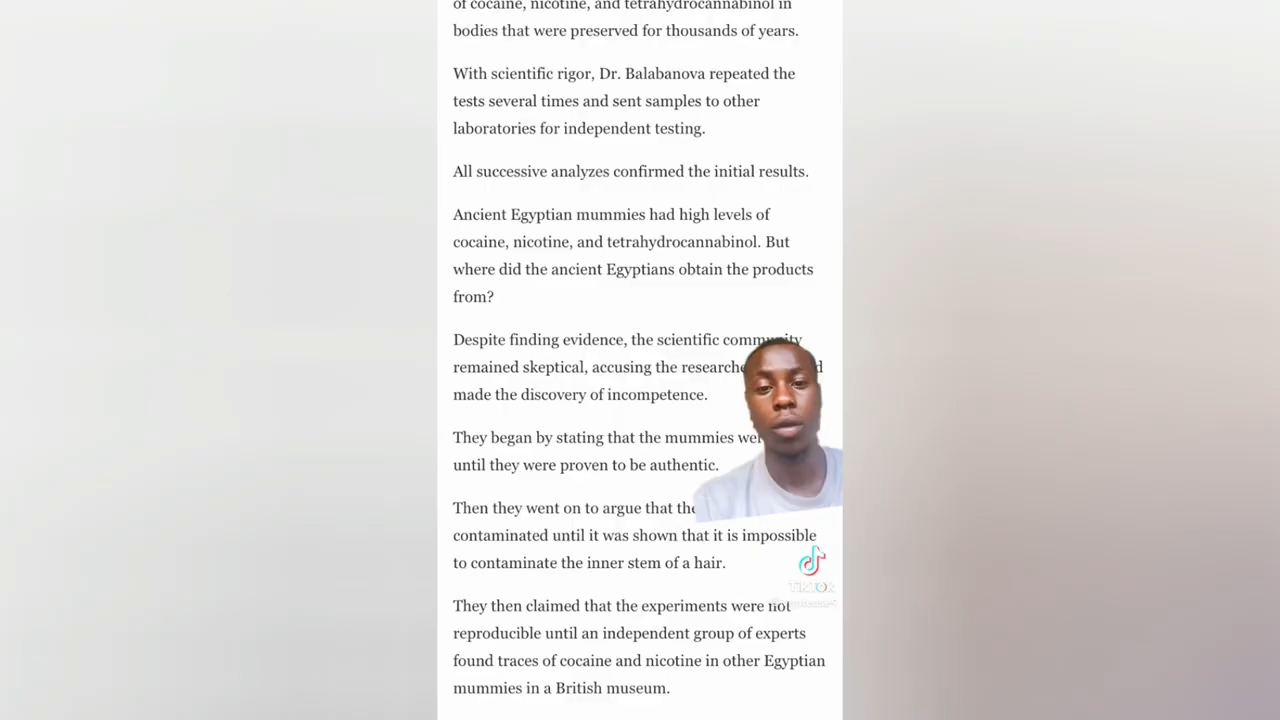 of cocaine, nicotine, and tetrahydrocannabinol in
bodies that were preserved for thousands of years.
With scientific rigor, Dr. Balabanova repeated the
tests several times and sent samples to other
laboratories for independent testing.
All successive analyzes confirmed the initial results.
Ancient Egyptian mummies had high levels of
cocaine, nicotine, and tetrahydrocannabinol. But
where did the ancient Egyptians obtain the products
from?
Despite finding evidence, the scientific community
remained skeptical, accusing the
made the discovery of incompetence.
They began by stating that the mummies
until they were proven to be authentic.
Then they went on to argue that the
contaminated until it was shown that it is impossible
to contaminate the inner stem of a hair.
They then claimed that the experiments were not
reproducible until an independent group of experts
found traces of cocaine and nicotine in other Egyptian
mummies in a British museum.
TikTok